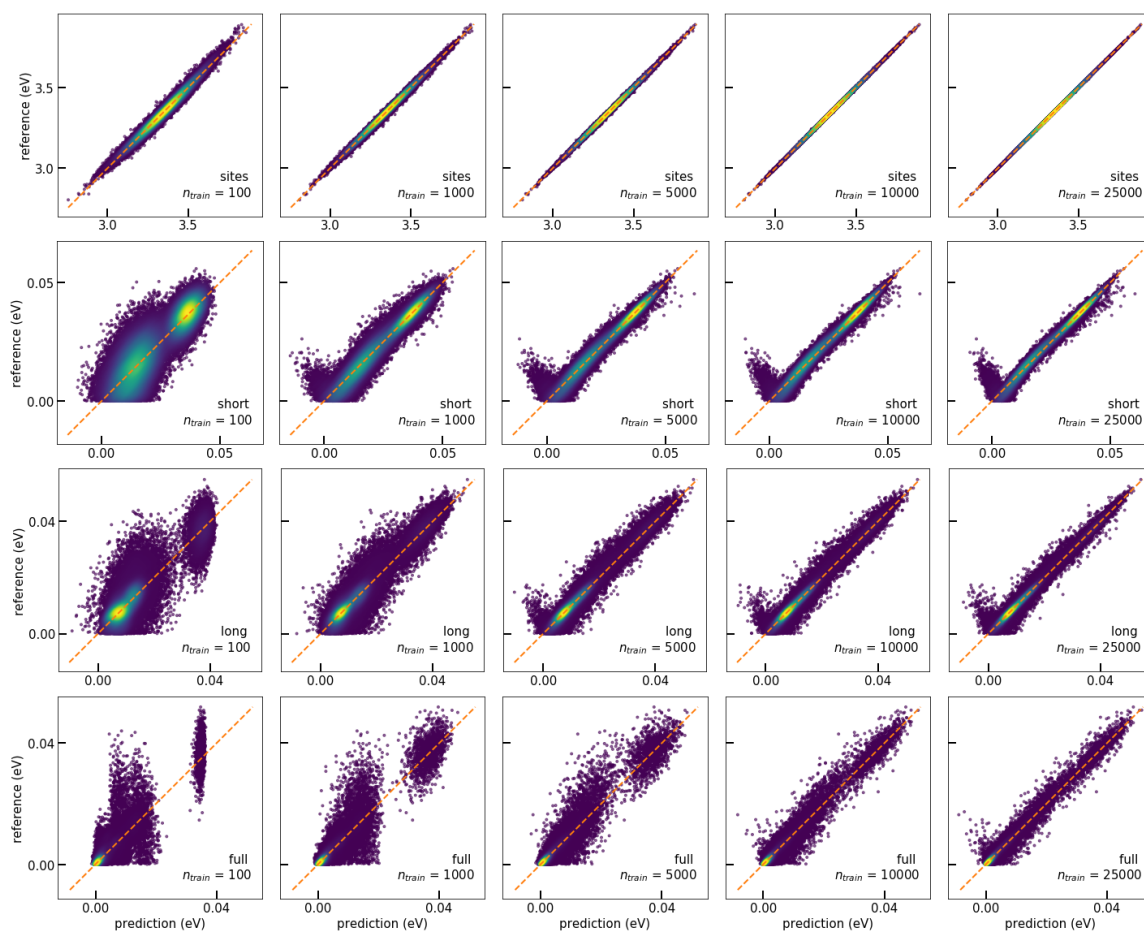 reference (eV)
3.5
3.0
sites
n_train = 100
sites
n_train = 1000
sites
n_train = 5000
sites
n_train = 10000
sites
n_train = 25000
3.0 3.5 3.0 3.5 3.0 3.5 3.0 3.5 3.0 3.5
reference (eV)
0.05
0.00
short
n_train = 100
short
n_train = 1000
short
n_train = 5000
short
n_train = 10000
short
n_train = 25000
0.00 0.05 0.00 0.05 0.00 0.05 0.00 0.05 0.00 0.05
reference (eV)
0.04
0.00
long
n_train = 100
long
n_train = 1000
long
n_train = 5000
long
n_train = 10000
long
n_train = 25000
0.00 0.04 0.00 0.04 0.00 0.04 0.00 0.04 0.00 0.04
reference (eV)
0.04
0.00
full
n_train = 100
full
n_train = 1000
full
n_train = 5000
full
n_train = 10000
full
n_train = 25000
0.00 0.04 0.00 0.04 0.00 0.04 0.00 0.04 0.00 0.04
prediction (eV) prediction (eV) prediction (eV) prediction (eV) prediction (eV)